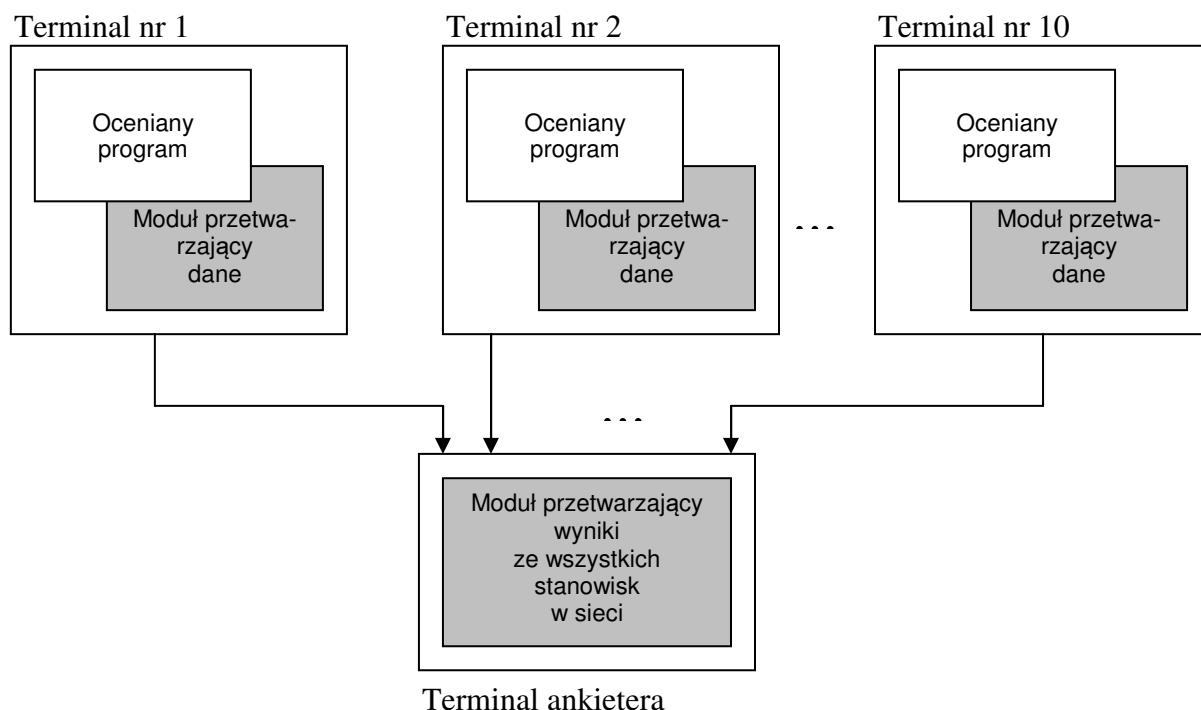 Terminal nr 1
Terminal nr 2
Terminal nr 10
Oceniany
program
Moduł przetwa-
rzający
dane
Oceniany
program
Moduł przetwa-
rzający
dane
. . .
Oceniany
program
Moduł przetwa-
rzający
dane
. . .
Moduł przetwarzający
wyniki
ze wszystkich
stanowisk
w sieci
Terminal ankietera